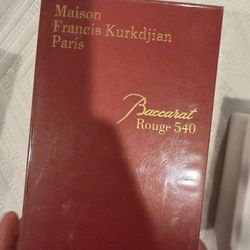 Maison
Francis Kurkdjian
Paris
Baccarat
Rouge 540